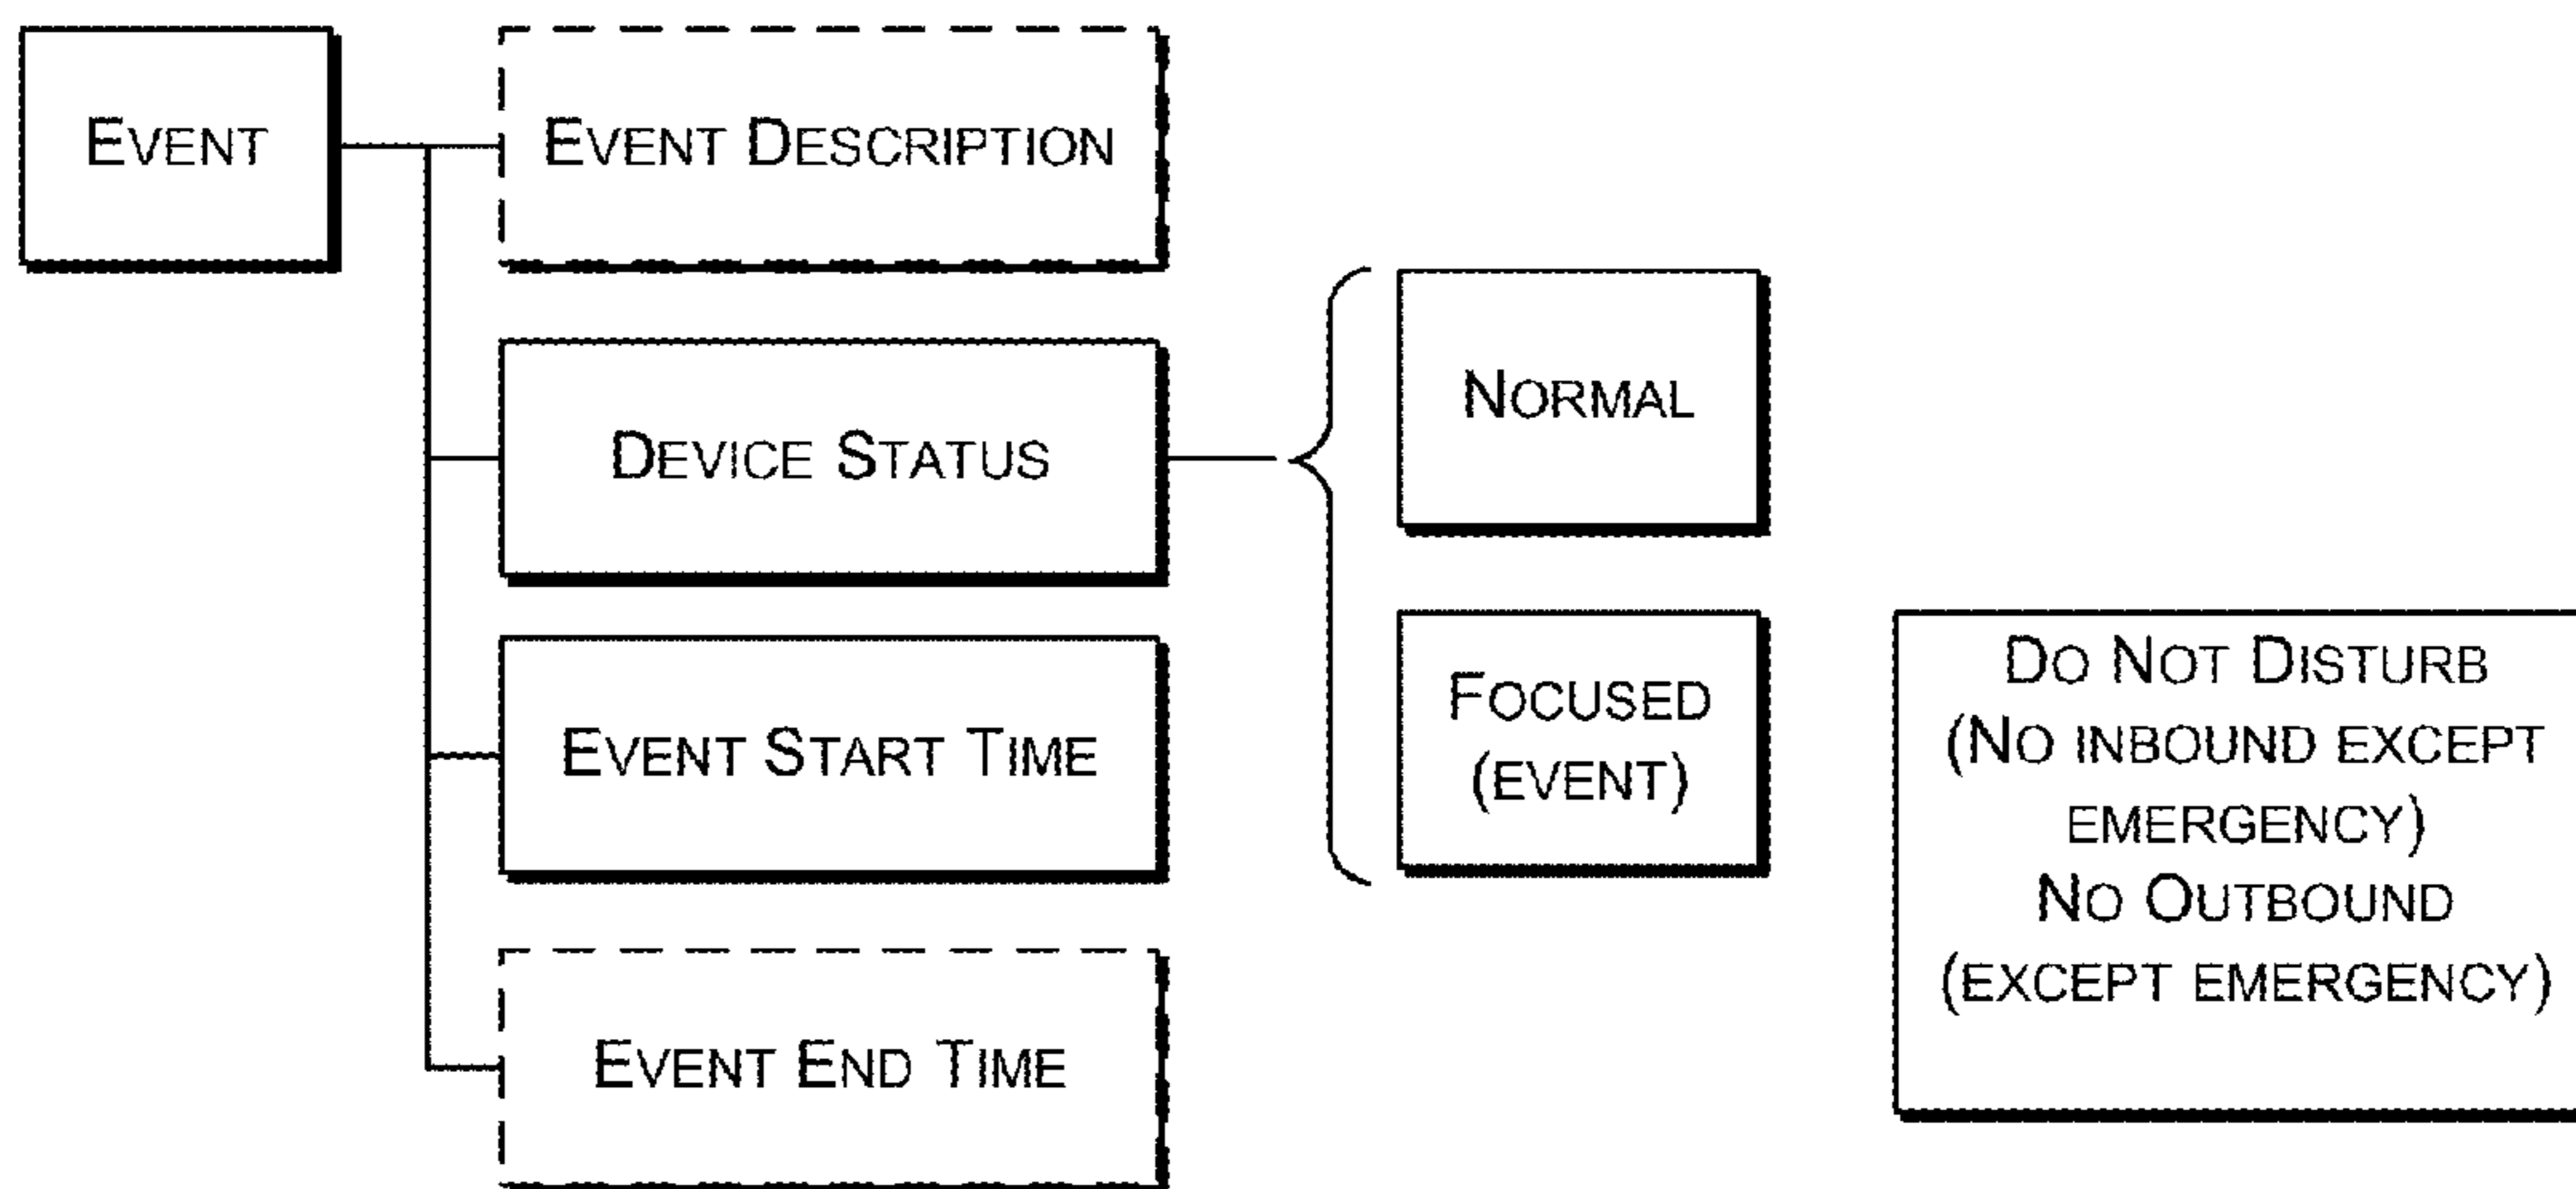 EVENT
EVENT DESCRIPTION
DEVICE STATUS
NORMAL
FOCUSED
(EVENT)
DO NOT DISTURB
(NO INBOUND EXCEPT
EMERGENCY)
NO OUTBOUND
(EXCEPT EMERGENCY)
EVENT START TIME
EVENT END TIME